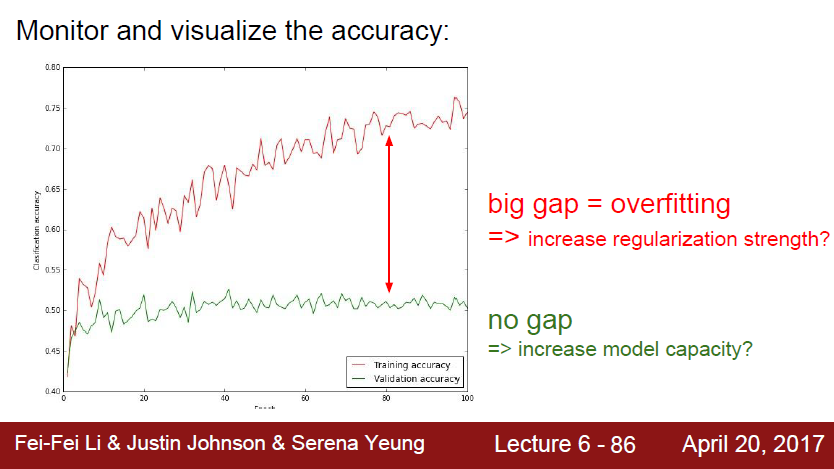 Monitor and visualize the accuracy:
0.80
0.75
0.70
0.65
0.60
0.55
0.50
0.45
0.40
Clasification accuracy
0 20 40 60 80 100
Training accuracy
Validation accuracy
big gap = overfitting
=> increase regularization strength?
no gap
=> increase model capacity?
Fei-Fei Li & Justin Johnson & Serena Yeung
Lecture 6 - 86
April 20, 2017